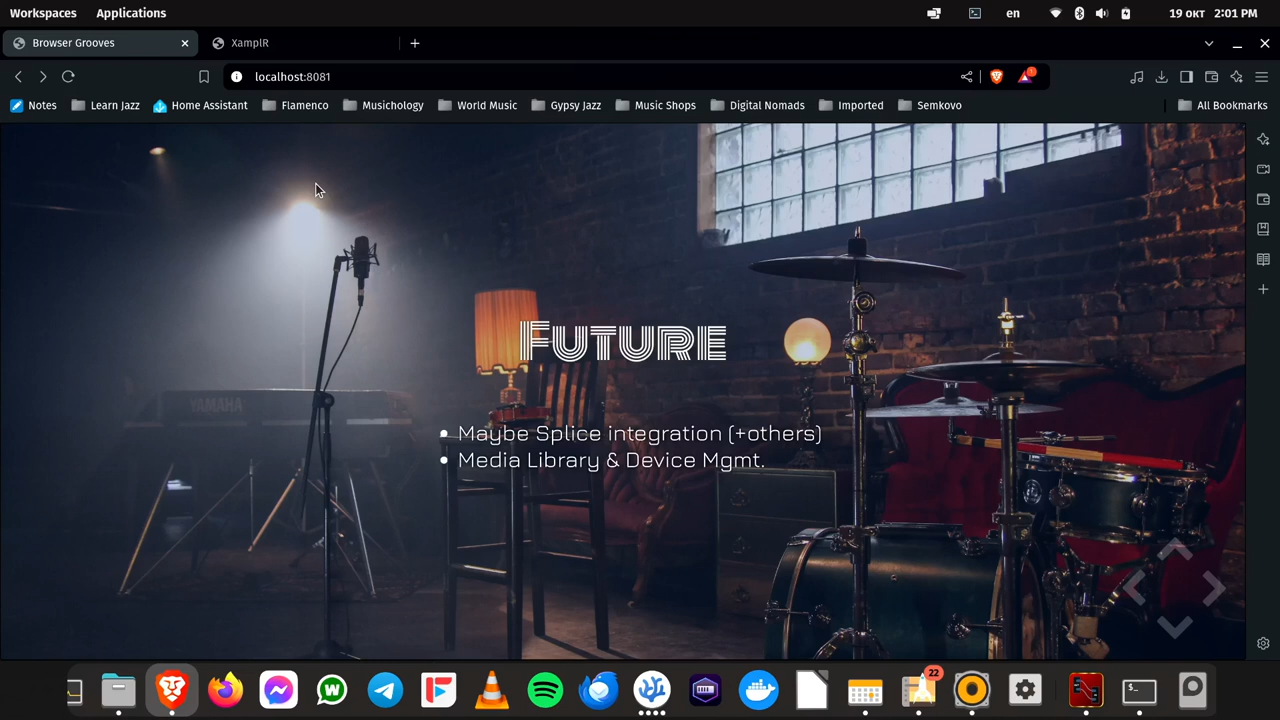 Workspaces Applications en 19 окт 2:01 PM
Browser Grooves XamplR
localhost:8081
Notes Learn Jazz Home Assistant Flamenco Musichology World Music Gypsy Jazz Music Shops Digital Nomads Imported Semkovo All Bookmarks
FUTURE
YAMAHA
• Maybe Splice integration (+others)
• Media Library & Device Mgmt.
22
$_